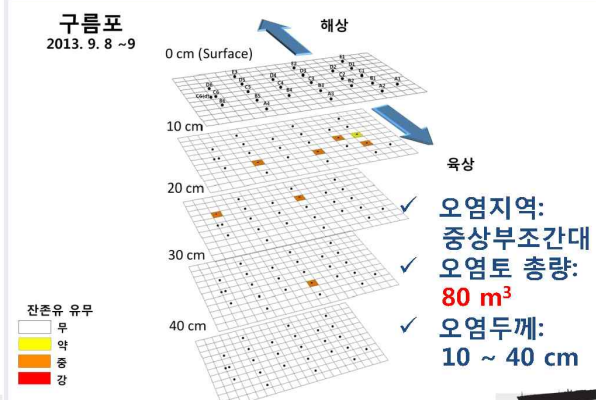 구름포
2013. 9. 8 ~9
해상
0 cm (Surface)
10 cm
육상
20 cm
30 cm
40 cm
✓ 오염지역:
중상부조간대
✓ 오염토 총량:
80 m³
✓ 오염두께:
10 ~ 40 cm
잔존유 유무
무
약
중
강